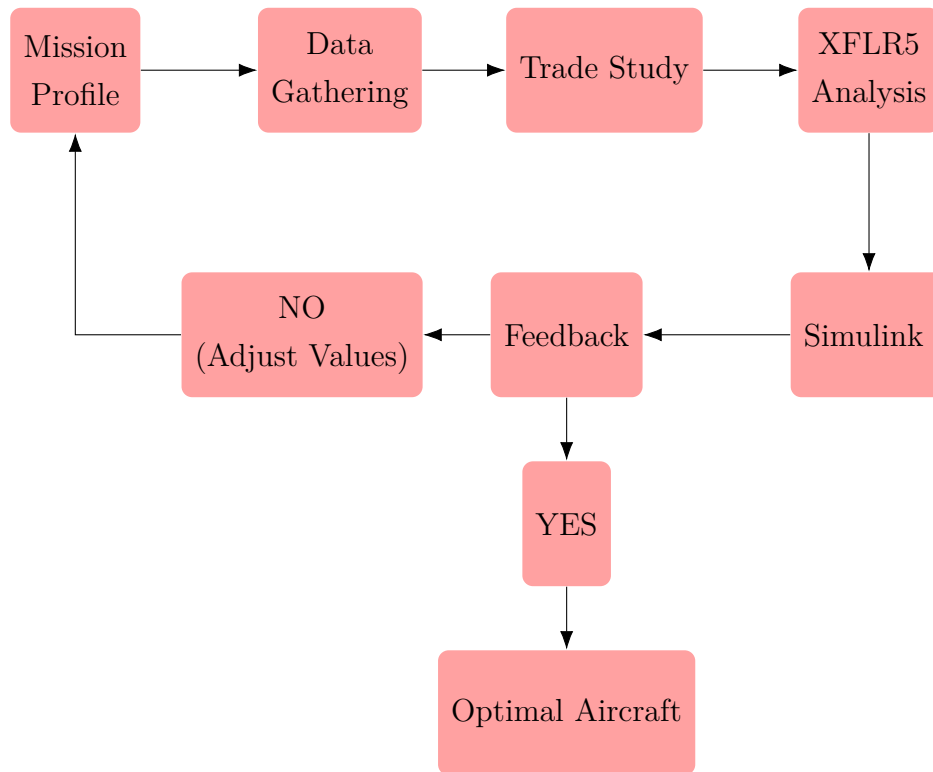 Mission
Profile
Data
Gathering
Trade Study
XFLR5
Analysis
NO
(Adjust Values)
Feedback
Simulink
YES
Optimal Aircraft